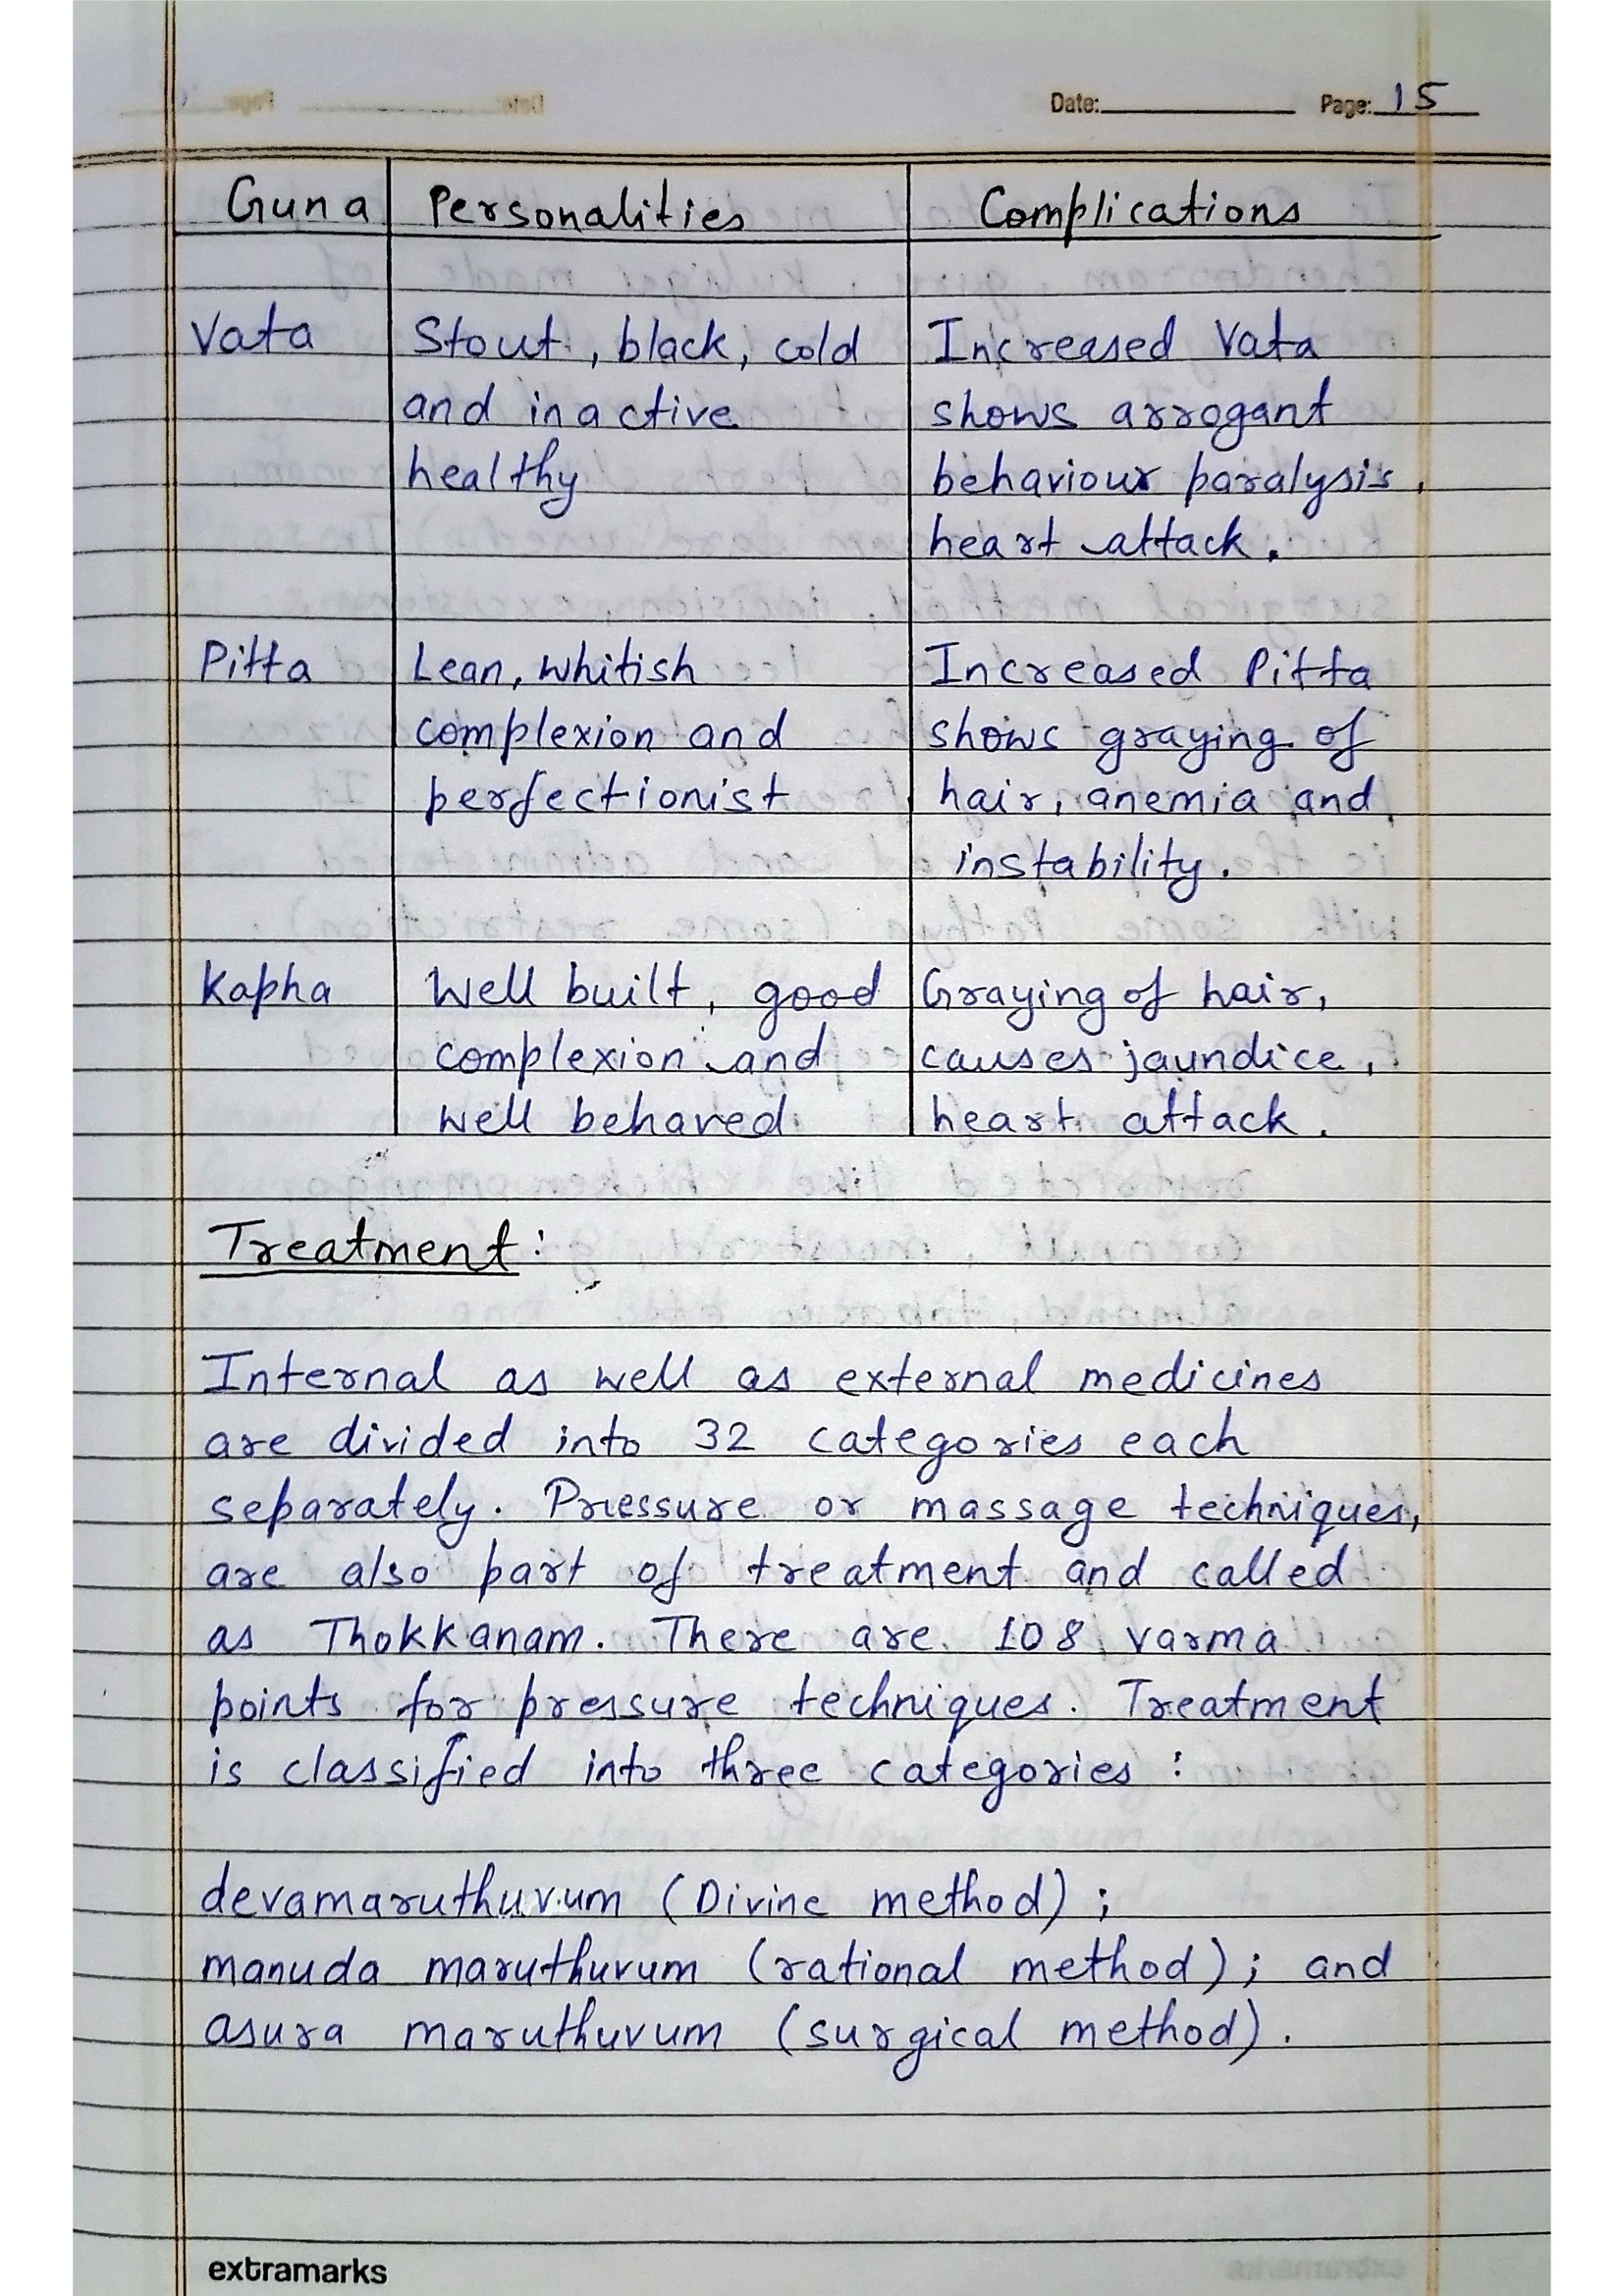 Date: Page: 15
Guna Personalities Complications
Vata Stout, black, cold Increased Vata
and inactive shows arrogant
healthy behaviour paralysis,
heart attack.
Pitta Lean, whitish Increased Pitta
complexion and shows graying of
perfectionist hair, anemia and
instability.
Kapha Well built, good Graying of hair,
complexion and causes jaundice,
well behaved heart attack.
Treatment:
Internal as well as external medicines
are divided into 32 categories each
separately. Pressure or massage techniques,
are also part of treatment and called
as Thokkanam. There are 108 varma
points for pressure techniques. Treatment
is classified into three categories:
devamaruthuvum (Divine method);
manuda maruthuvum (rational method); and
asura maruthuvum (surgical method).
extramarks